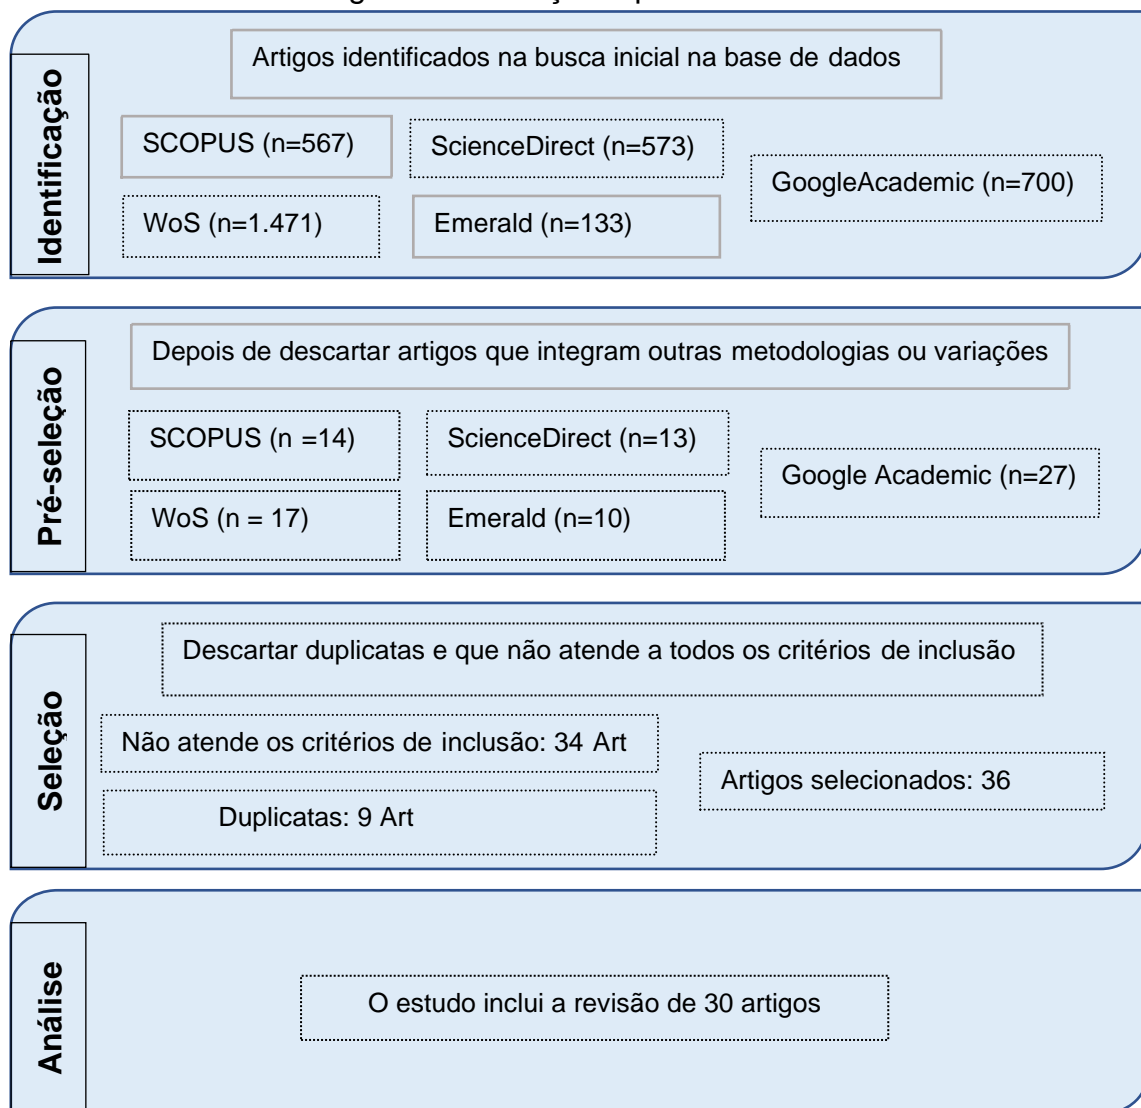 Identificação
Artigos identificados na busca inicial na base de dados
SCOPUS (n=567)
ScienceDirect (n=573)
GoogleAcademic (n=700)
WoS (n=1.471)
Emerald (n=133)
Pré-seleção
Depois de descartar artigos que integram outras metodologias ou variações
SCOPUS (n =14)
ScienceDirect (n=13)
Google Academic (n=27)
WoS (n = 17)
Emerald (n=10)
Seleção
Descartar duplicatas e que não atende a todos os critérios de inclusão
Não atende os critérios de inclusão: 34 Art
Artigos selecionados: 36
Duplicatas: 9 Art
Análise
O estudo inclui a revisão de 30 artigos